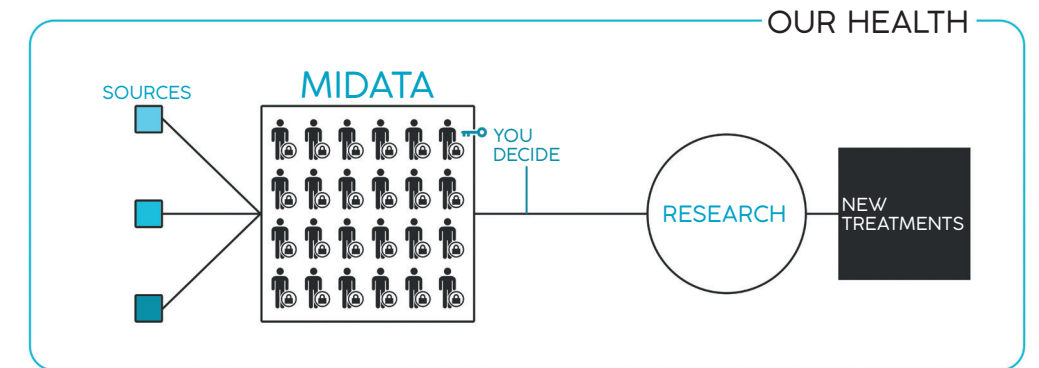 OUR HEALTH
MIDATA
SOURCES
YOU
DECIDE
RESEARCH
NEW
TREATMENTS